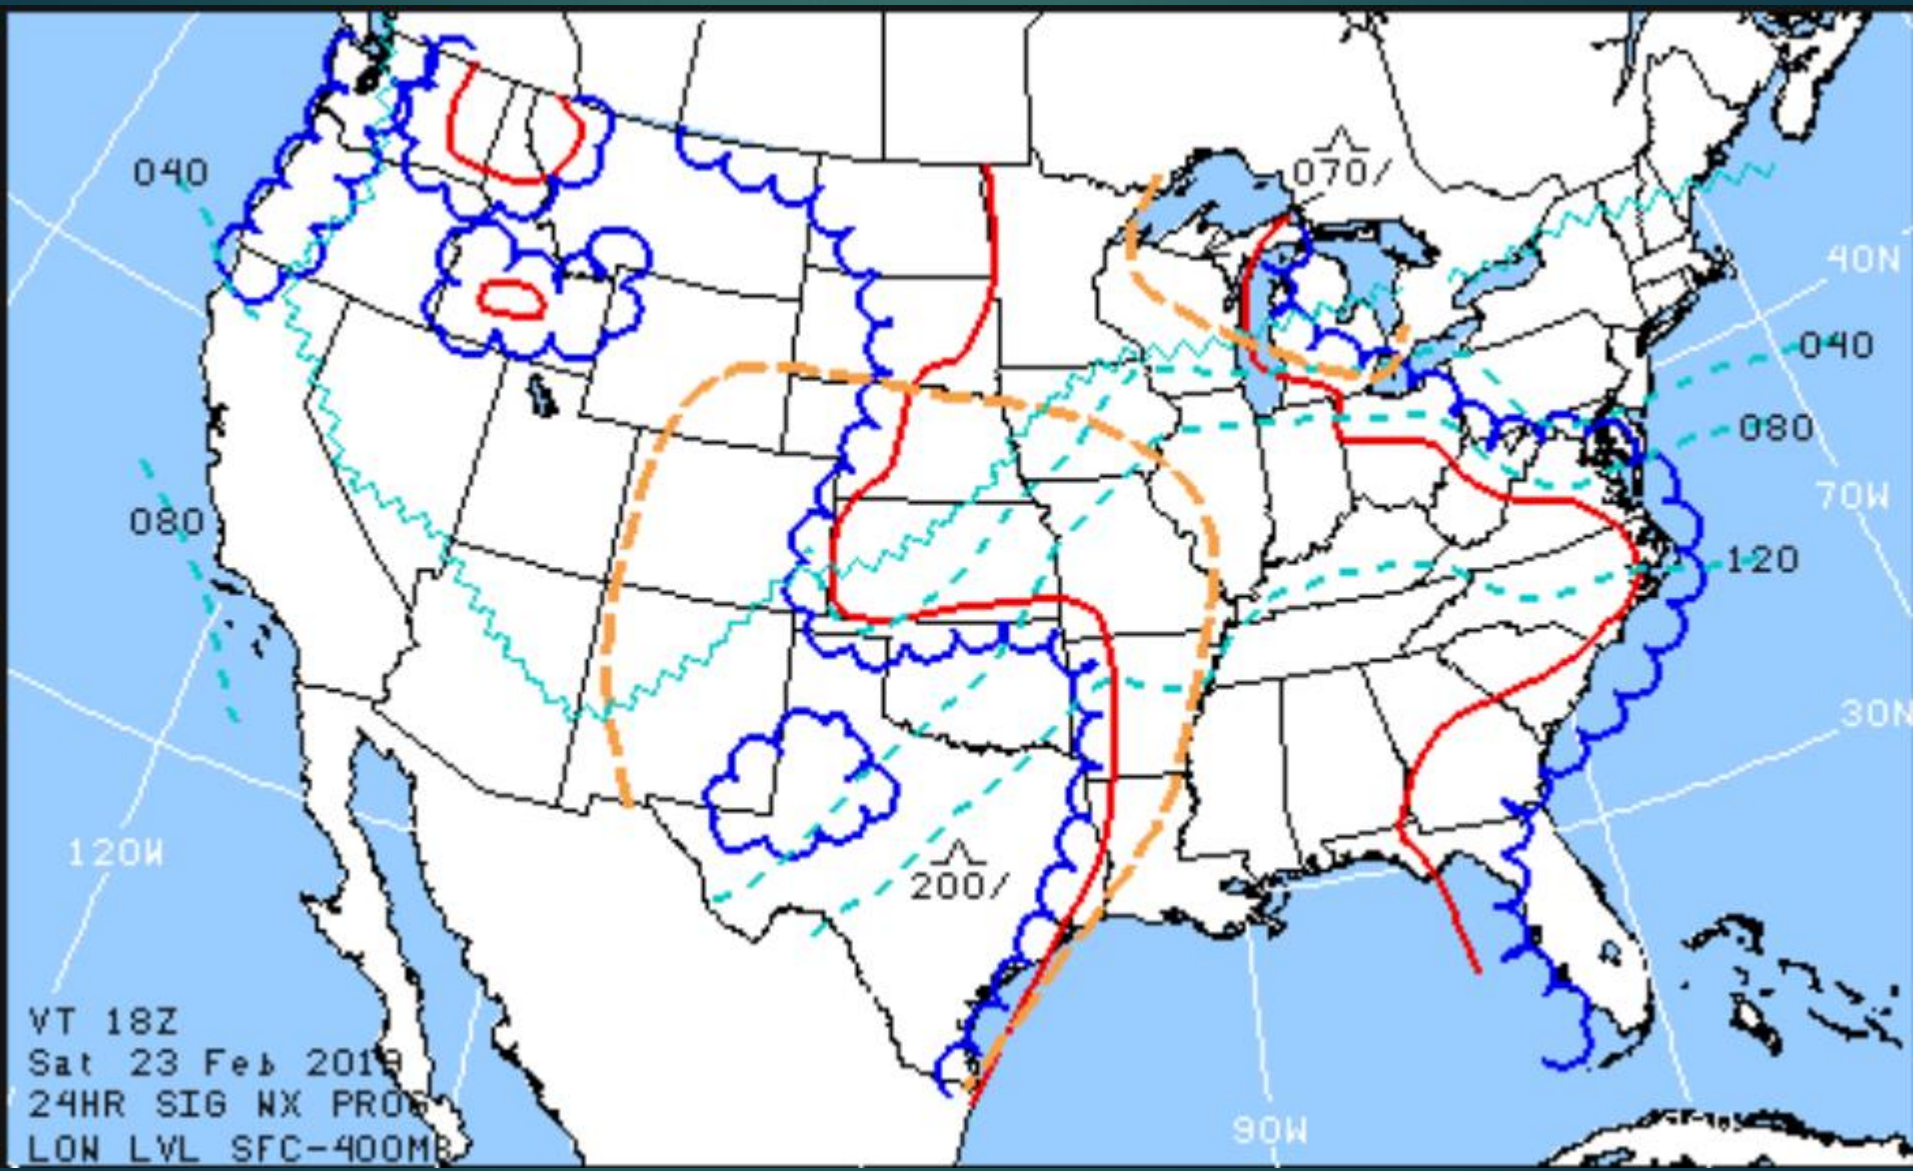 040
070/
40N
040
080
70W
080
120
30N
120W
200/
VT 18Z
Sat 23 Feb 2019
24HR SIG WX PROG
LOW LVL SFC-400MB
90W